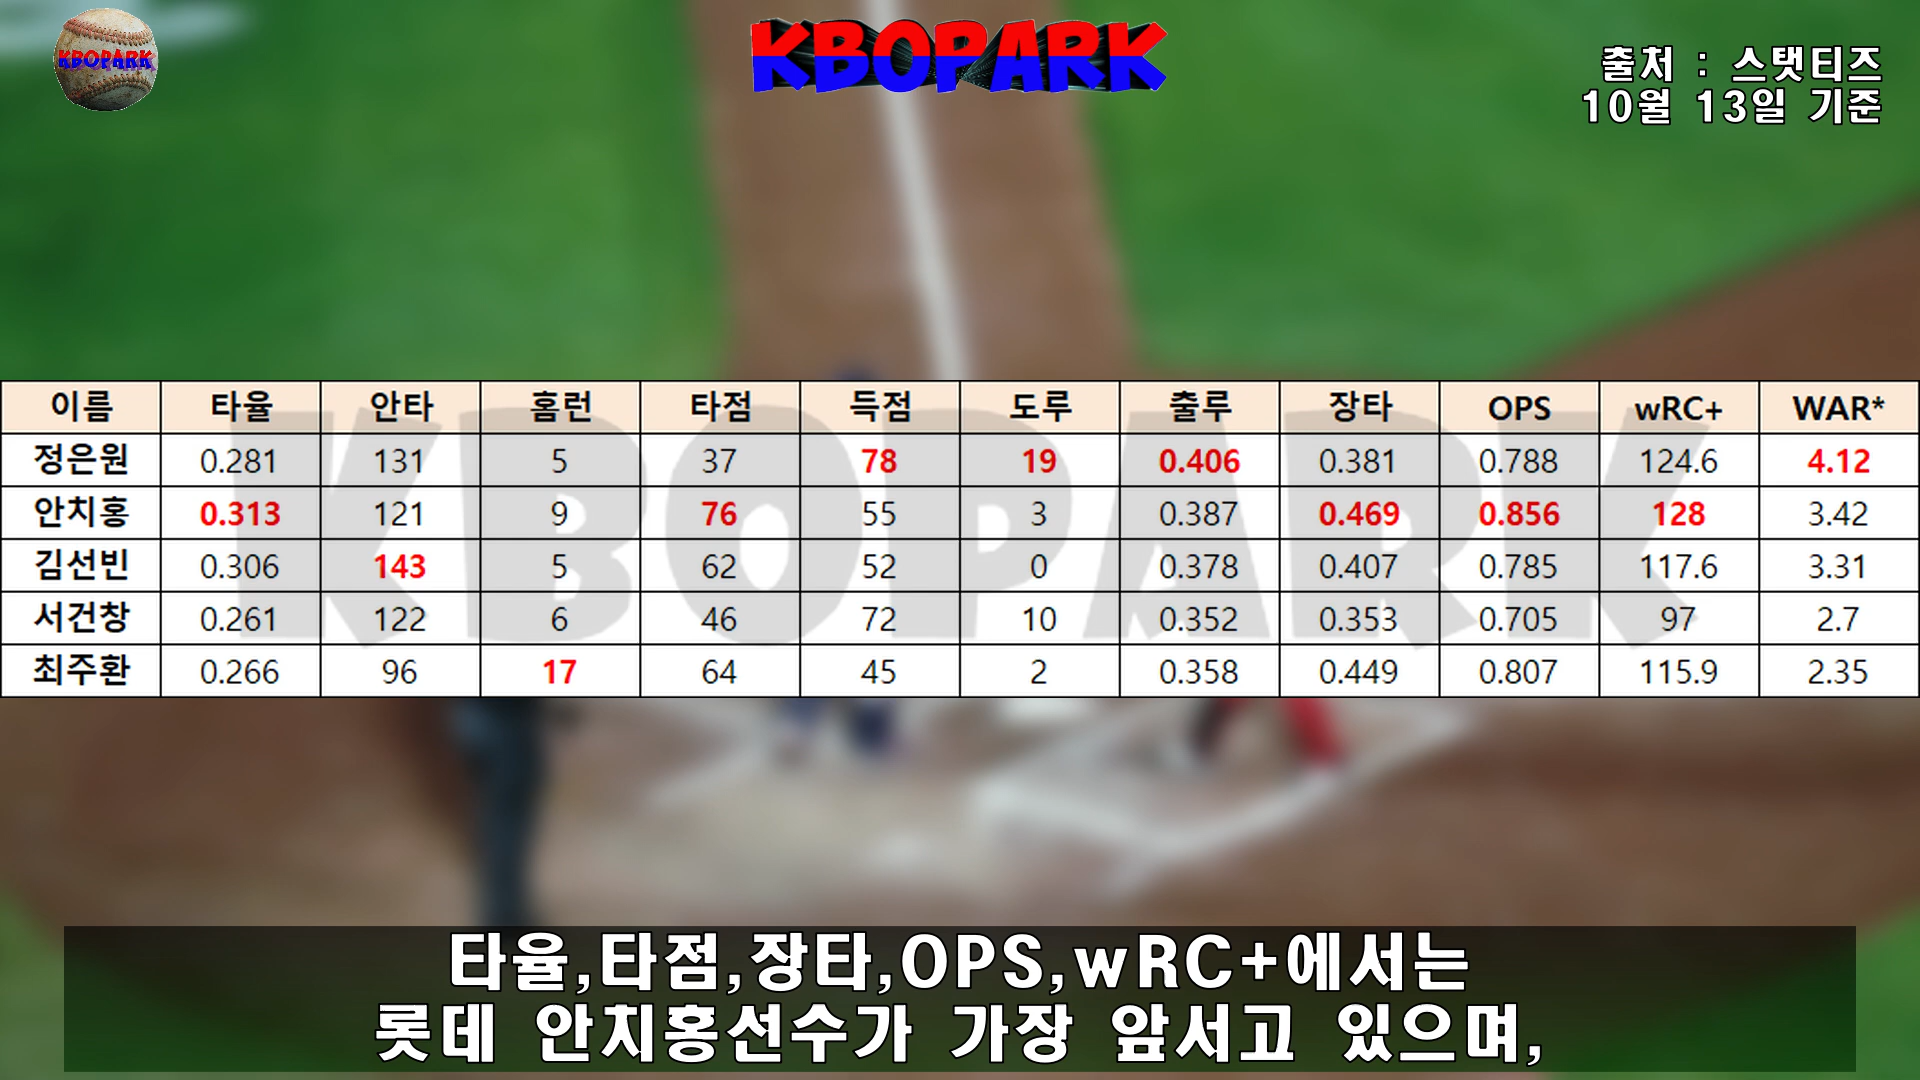 KBOPARK
KBOPARK
출처 : 스탯티즈
10월 13일 기준
이름 타율 안타 홈런 타점 득점 도루 출루 장타 OPS wRC+ WAR*
정은원 0.281 131 5 37 78 19 0.406 0.381 0.788 124.6 4.12
안치홍 0.313 121 9 76 55 3 0.387 0.469 0.856 128 3.42
김선빈 0.306 143 5 62 52 0 0.378 0.407 0.785 117.6 3.31
서건창 0.261 122 6 46 72 10 0.352 0.353 0.705 97 2.7
최주환 0.266 96 17 64 45 2 0.358 0.449 0.807 115.9 2.35
KBOPARK
타율,타점,장타,OPS,wRC+에서는
롯데 안치홍선수가 가장 앞서고 있으며,